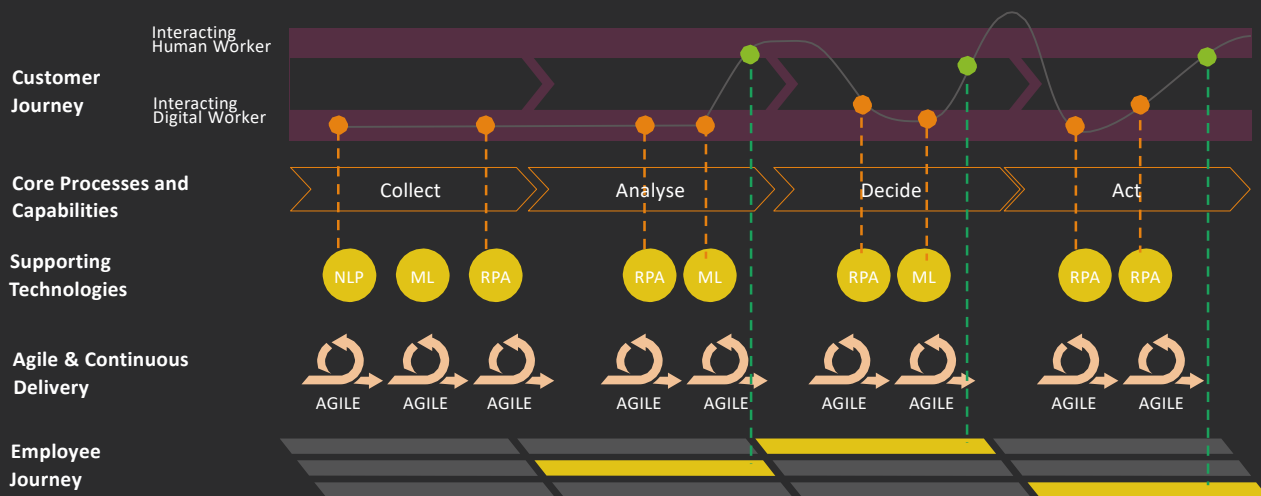 Interacting
Human Worker
Customer
Journey
Interacting
Digital Worker
Core Processes and
Capabilities
Collect
Analyse
Decide
Act
Supporting
Technologies
NLP
ML
RPA
RPA
ML
RPA
ML
RPA
RPA
Agile & Continuous
Delivery
AGILE
AGILE
AGILE
AGILE
AGILE
AGILE
AGILE
AGILE
AGILE
Employee
Journey